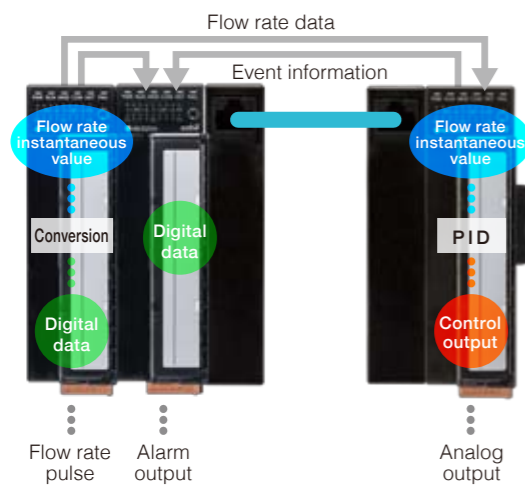 Flow rate data
Event information
Flow rate
instantaneous
value
Flow rate
instantaneous
value
Conversion
Digital
data
PID
Digital
data
Control
output
Flow rate
pulse
Alarm
output
Analog
output